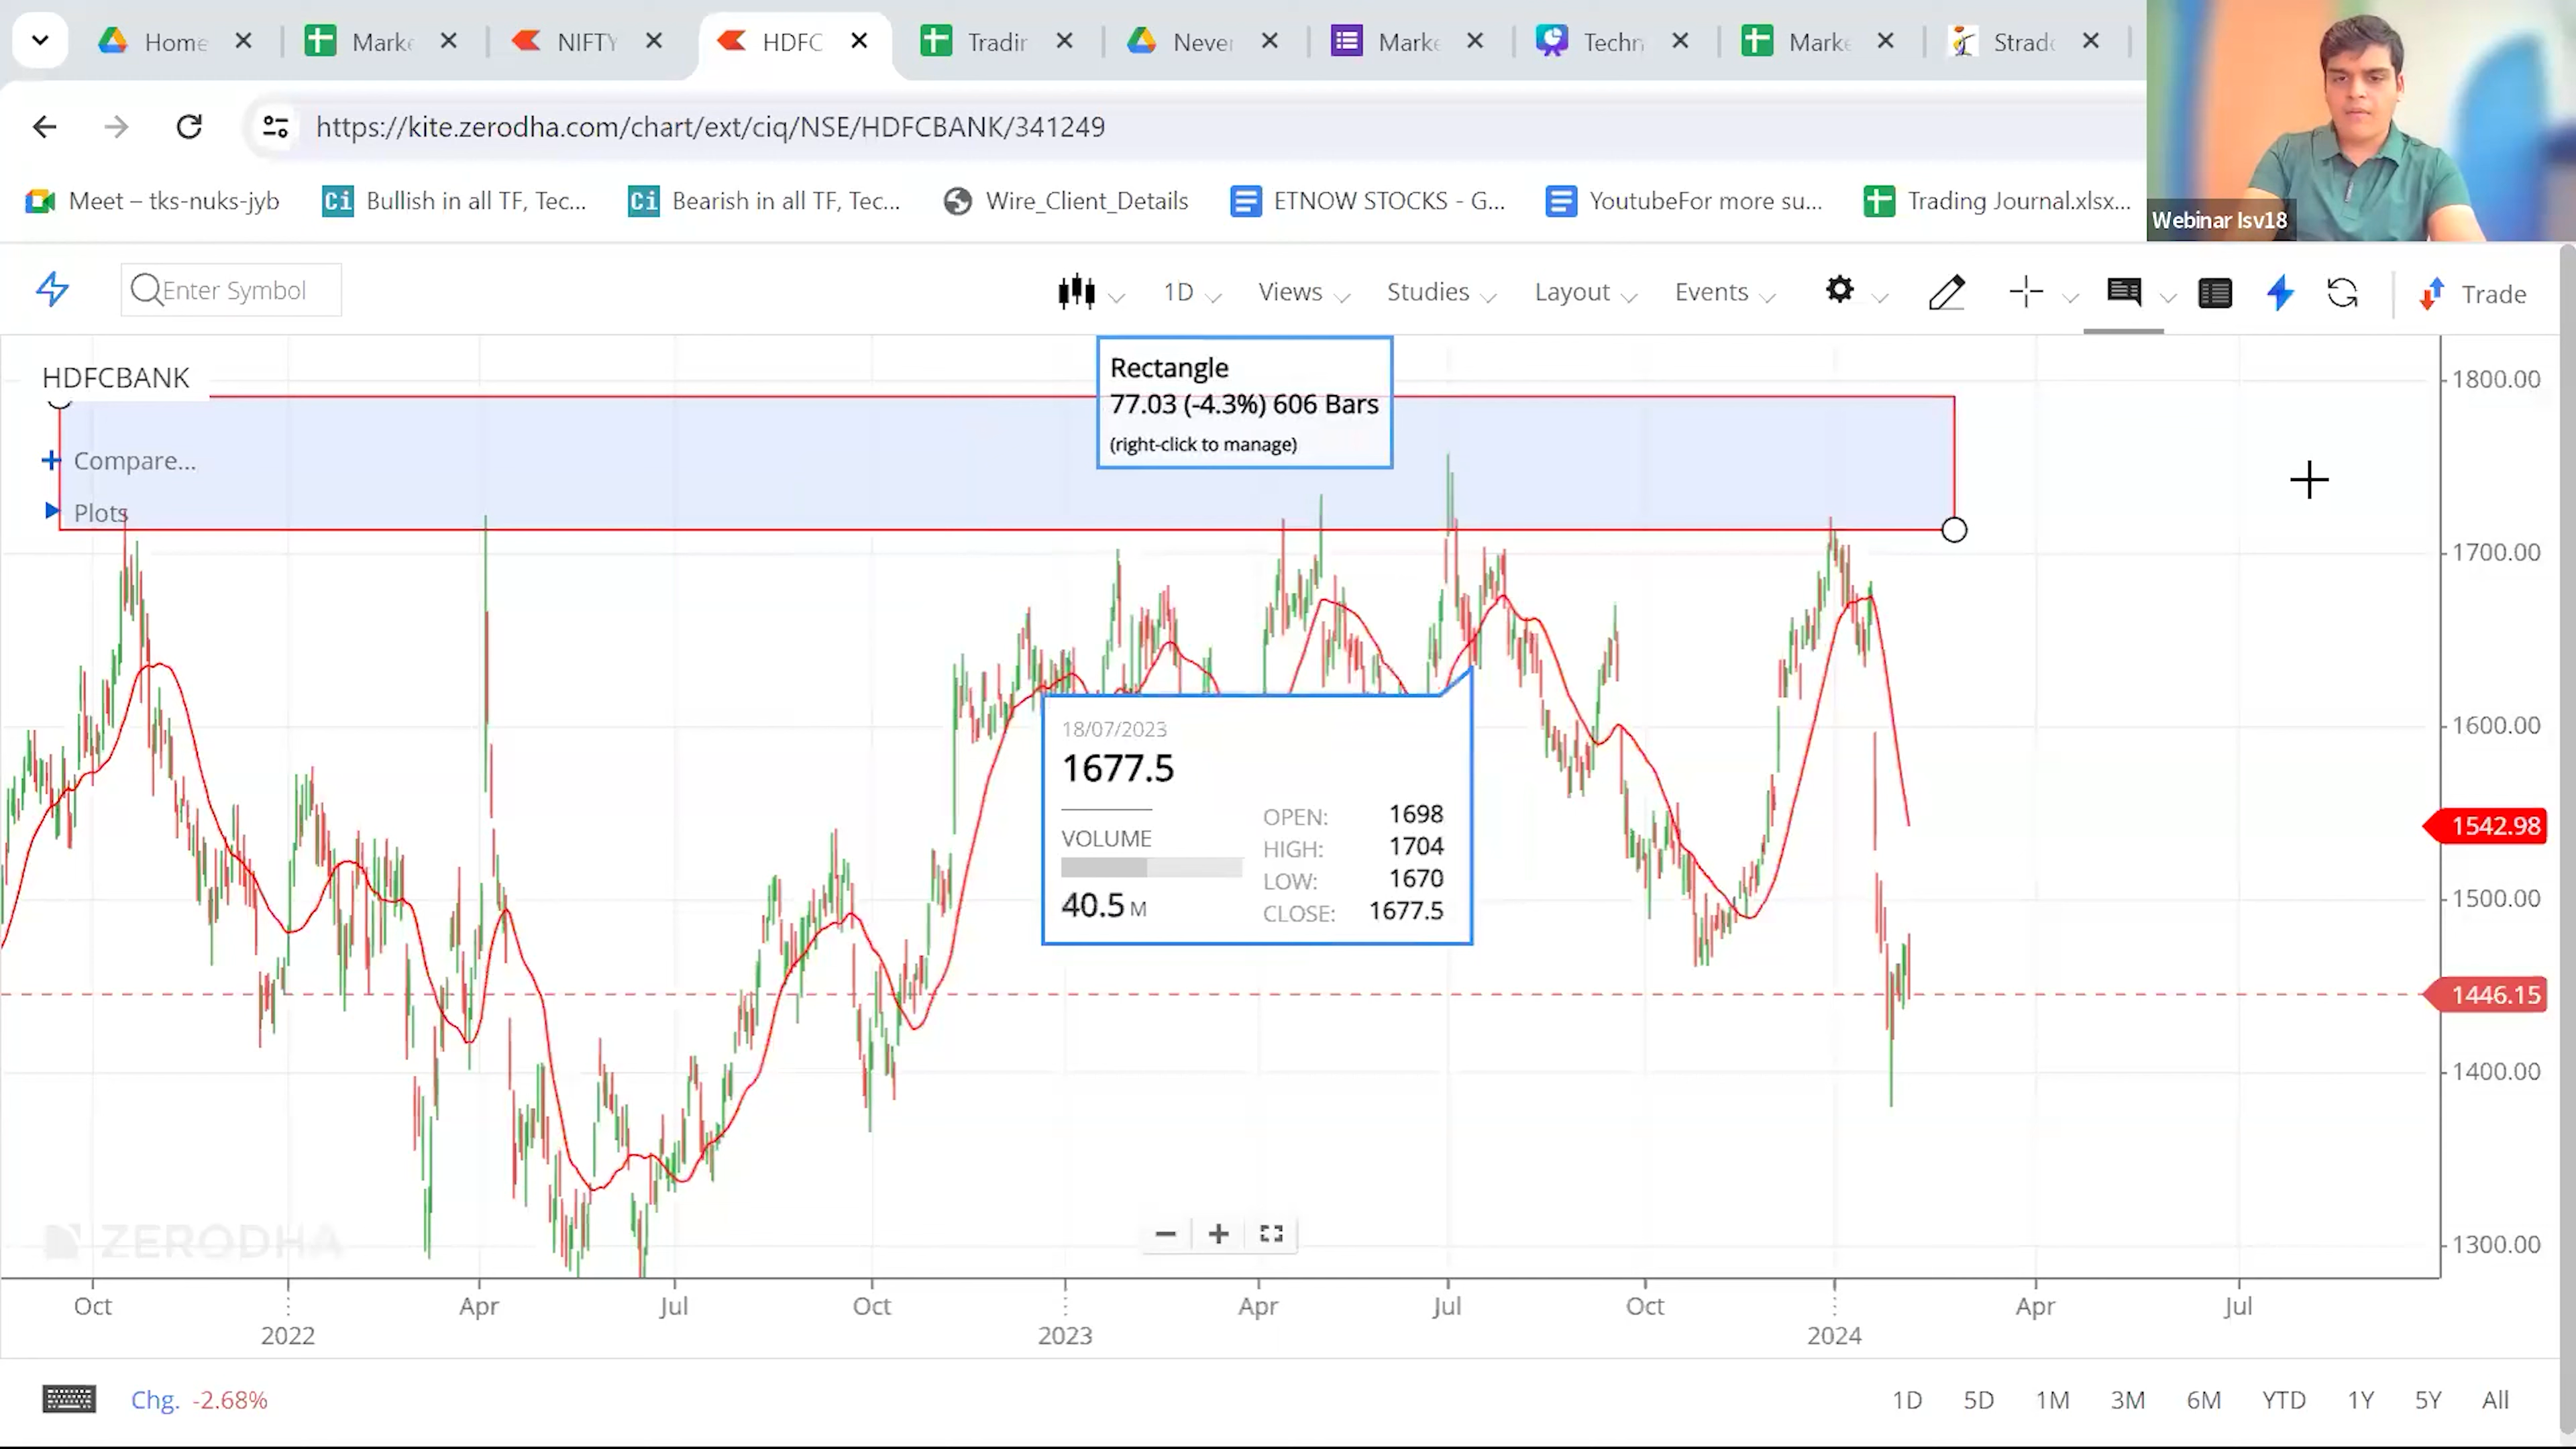 Home
Marke
NIFTY
HDFC
Tradin
Never
Marke
Techn
Marke
Strad
https://kite.zerodha.com/chart/ext/ciq/NSE/HDFCBANK/341249
Meet – tks-nuks-jyb
Ci Bullish in all TF, Tec...
Ci Bearish in all TF, Tec...
Wire_Client_Details
ETNOW STOCKS - G...
YoutubeFor more su...
Trading Journal.xlsx...
Webinar lsv18
Enter Symbol
1D
Views
Studies
Layout
Events
Trade
HDFCBANK
Rectangle
77.03 (-4.3%) 606 Bars
(right-click to manage)
Compare...
Plots
18/07/2023
1677.5
VOLUME
40.5 M
OPEN: 1698
HIGH: 1704
LOW: 1670
CLOSE: 1677.5
1800.00
1700.00
1600.00
1542.98
1500.00
1446.15
1400.00
1300.00
ZERODHA
Oct Apr Jul Oct Apr Jul Oct Apr Jul
2022 2023 2024
Chg. -2.68%
1D 5D 1M 3M 6M YTD 1Y 5Y All